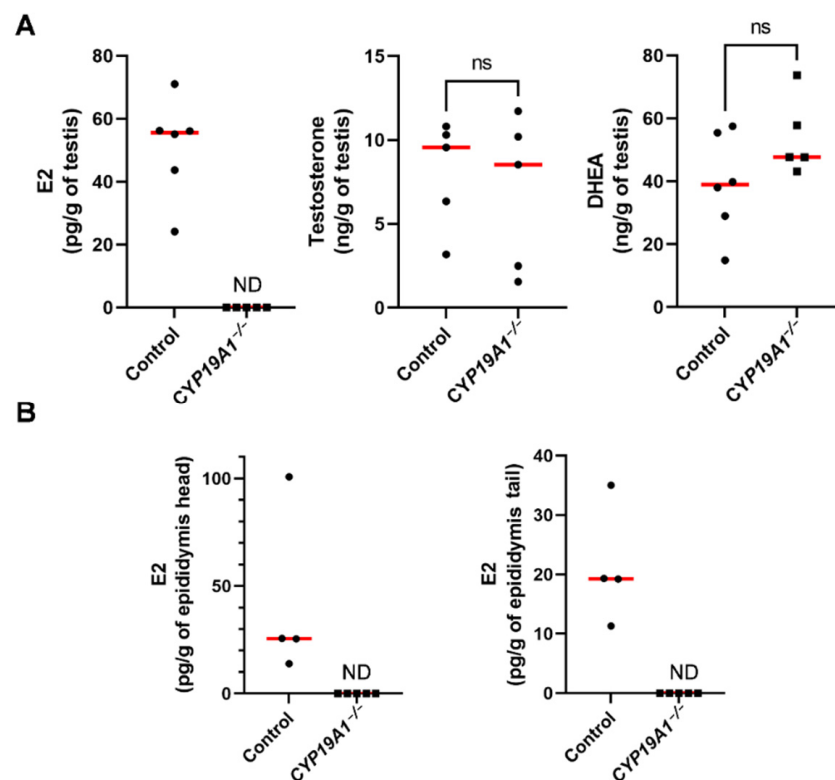 A
E2
(pg/g of testis)
80
60
40
20
0
ND
Control
CYP19A1-/-
Testosterone
(ng/g of testis)
15
10
5
0
ns
Control
CYP19A1-/-
DHEA
(ng/g of testis)
80
60
40
20
0
ns
Control
CYP19A1-/-
B
E2
(pg/g of epididymis head)
100
50
0
ND
Control
CYP19A1-/-
E2
(pg/g of epididymis tail)
40
30
20
10
0
ND
Control
CYP19A1-/-